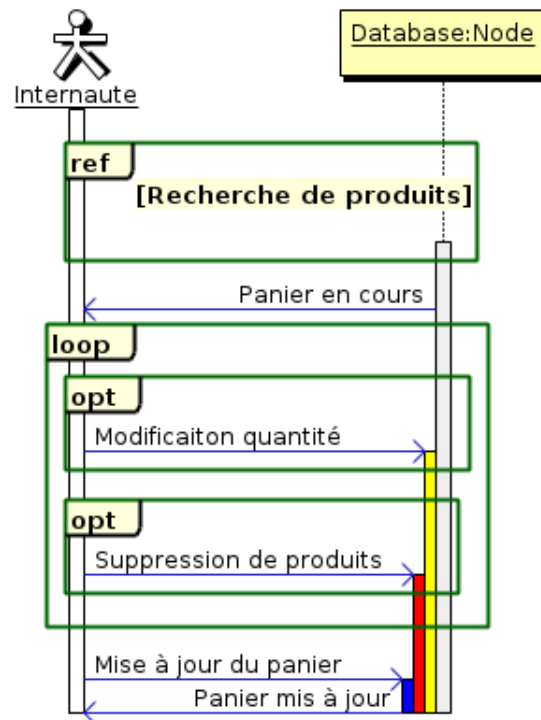 Internaute
Database:Node
ref
[Recherche de produits]
Panier en cours
loop
opt
Modificaiton quantité
opt
Suppression de produits
Mise à jour du panier
Panier mis à jour